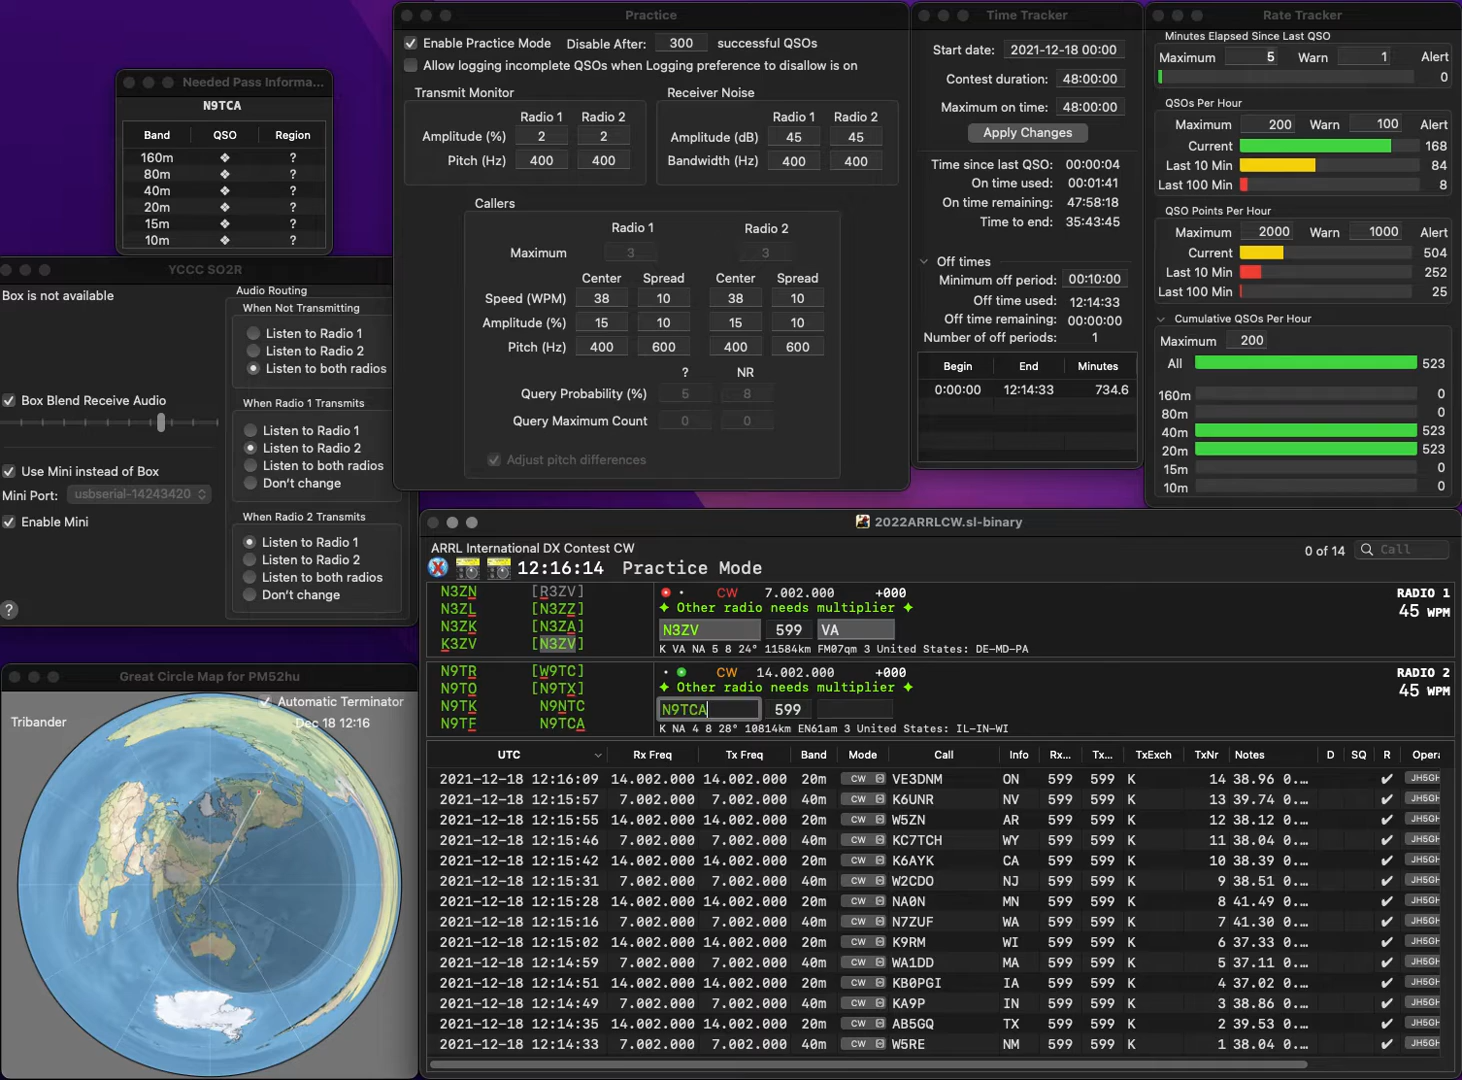 Needed Pass Informa...
N9TCA
Band QSO Region
160m ❖ ?
80m ❖ ?
40m ❖ ?
20m ❖ ?
15m ❖ ?
10m ❖ ?
YCCC SO2R
Box is not available
Audio Routing
When Not Transmitting
Listen to Radio 1
Listen to Radio 2
Listen to both radios
Box Blend Receive Audio
When Radio 1 Transmits
Listen to Radio 1
Listen to Radio 2
Listen to both radios
Don't change
Use Mini instead of Box
Mini Port: usbserial-14243420
Enable Mini
When Radio 2 Transmits
Listen to Radio 1
Listen to Radio 2
Listen to both radios
Don't change
?
Great Circle Map for PM52hu
Automatic Terminator
Tribander Dec 18 12:16
Practice
Enable Practice Mode Disable After: 300 successful QSOs
Allow logging incomplete QSOs when Logging preference to disallow is on
Transmit Monitor
Radio 1 Radio 2
Amplitude (%) 2 2
Pitch (Hz) 400 400
Receiver Noise
Radio 1 Radio 2
Amplitude (dB) 45 45
Bandwidth (Hz) 400 400
Callers
Radio 1 Radio 2
Maximum 3 3
Center Spread Center Spread
Speed (WPM) 38 10 38 10
Amplitude (%) 15 10 15 10
Pitch (Hz) 400 600 400 600
? NR
Query Probability (%) 5 8
Query Maximum Count 0 0
Adjust pitch differences
Time Tracker
Start date: 2021-12-18 00:00
Contest duration: 48:00:00
Maximum on time: 48:00:00
Apply Changes
Time since last QSO: 00:00:04
On time used: 00:01:41
On time remaining: 47:58:18
Time to end: 35:43:45
Off times
Minimum off period: 00:10:00
Off time used: 12:14:33
Off time remaining: 00:00:00
Number of off periods: 1
Begin End Minutes
0:00:00 12:14:33 734.6
Rate Tracker
Minutes Elapsed Since Last QSO
Maximum 5 Warn 1 Alert
0
QSOs Per Hour
Maximum 200 Warn 100 Alert
Current 168
Last 10 Min 84
Last 100 Min 8
QSO Points Per Hour
Maximum 2000 Warn 1000 Alert
Current 504
Last 10 Min 252
Last 100 Min 25
Cumulative QSOs Per Hour
Maximum 200
All 523
160m 0
80m 0
40m 523
20m 523
15m 0
10m 0
2022ARRLCW.sl-binary
ARRL International DX Contest CW
0 of 14 Call
12:16:14 Practice Mode
N3ZN [R3ZV]
N3ZL [N3ZZ]
N3ZK [N3ZA]
K3ZV [N3ZV]
CW 7.002.000 +000 RADIO 1
✦ Other radio needs multiplier ✦ 45 WPM
N3ZV 599 VA
K VA NA 5 8 24° 11584km FM07qm 3 United States: DE-MD-PA
N9TR [W9TC]
N9TO [N9TX]
N9TK N9NTC
N9TF N9TCA
CW 14.002.000 +000 RADIO 2
✦ Other radio needs multiplier ✦ 45 WPM
N9TCA 599
K NA 4 8 28° 10814km EN61am 3 United States: IL-IN-WI
UTC Rx Freq Tx Freq Band Mode Call Info Rx... Tx... TxExch TxNr Notes D SQ R Opera
2021-12-18 12:16:09 14.002.000 14.002.000 20m CW VE3DNM ON 599 599 K 14 38.96 0.... ✔ JH5GH
2021-12-18 12:15:57 7.002.000 7.002.000 40m CW K6UNR NV 599 599 K 13 39.74 0.... ✔ JH5GH
2021-12-18 12:15:55 14.002.000 14.002.000 20m CW W5ZN AR 599 599 K 12 38.12 0.... ✔ JH5GH
2021-12-18 12:15:46 7.002.000 7.002.000 40m CW KC7TCH WY 599 599 K 11 38.04 0.... ✔ JH5GH
2021-12-18 12:15:42 14.002.000 14.002.000 20m CW K6AYK CA 599 599 K 10 38.39 0.... ✔ JH5GH
2021-12-18 12:15:31 7.002.000 7.002.000 40m CW W2CDO NJ 599 599 K 9 38.51 0.... ✔ JH5GH
2021-12-18 12:15:28 14.002.000 14.002.000 20m CW NA0N MN 599 599 K 8 41.49 0.... ✔ JH5GH
2021-12-18 12:15:16 7.002.000 7.002.000 40m CW N7ZUF WA 599 599 K 7 41.30 0.... ✔ JH5GH
2021-12-18 12:15:02 14.002.000 14.002.000 20m CW K9RM WI 599 599 K 6 37.33 0.... ✔ JH5GH
2021-12-18 12:14:59 7.002.000 7.002.000 40m CW WA1DD MA 599 599 K 5 37.11 0.... ✔ JH5GH
2021-12-18 12:14:51 14.002.000 14.002.000 20m CW KB0PGI IA 599 599 K 4 37.02 0.... ✔ JH5GH
2021-12-18 12:14:49 7.002.000 7.002.000 40m CW KA9P IN 599 599 K 3 38.86 0.... ✔ JH5GH
2021-12-18 12:14:35 14.002.000 14.002.000 20m CW AB5GQ TX 599 599 K 2 39.53 0.... ✔ JH5GH
2021-12-18 12:14:33 7.002.000 7.002.000 40m CW W5RE NM 599 599 K 1 38.04 0.... ✔ JH5GH